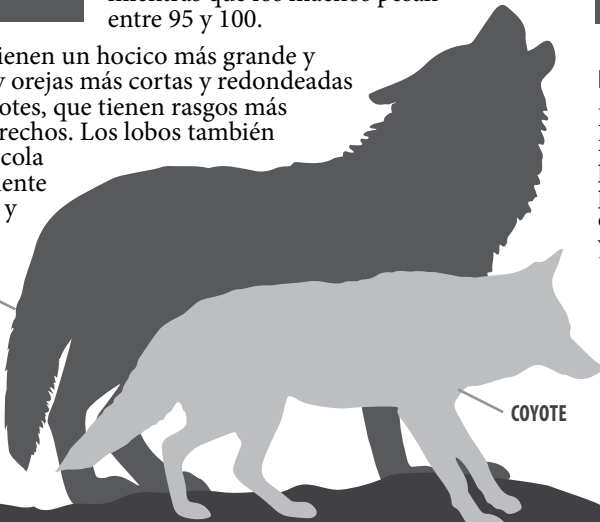 mientras que los machos pesan
entre 95 y 100.
tienen un hocico más grande y
y orejas más cortas y redondeadas
otes, que tienen rasgos más
rechos. Los lobos también
cola
ente
y
COYOTE